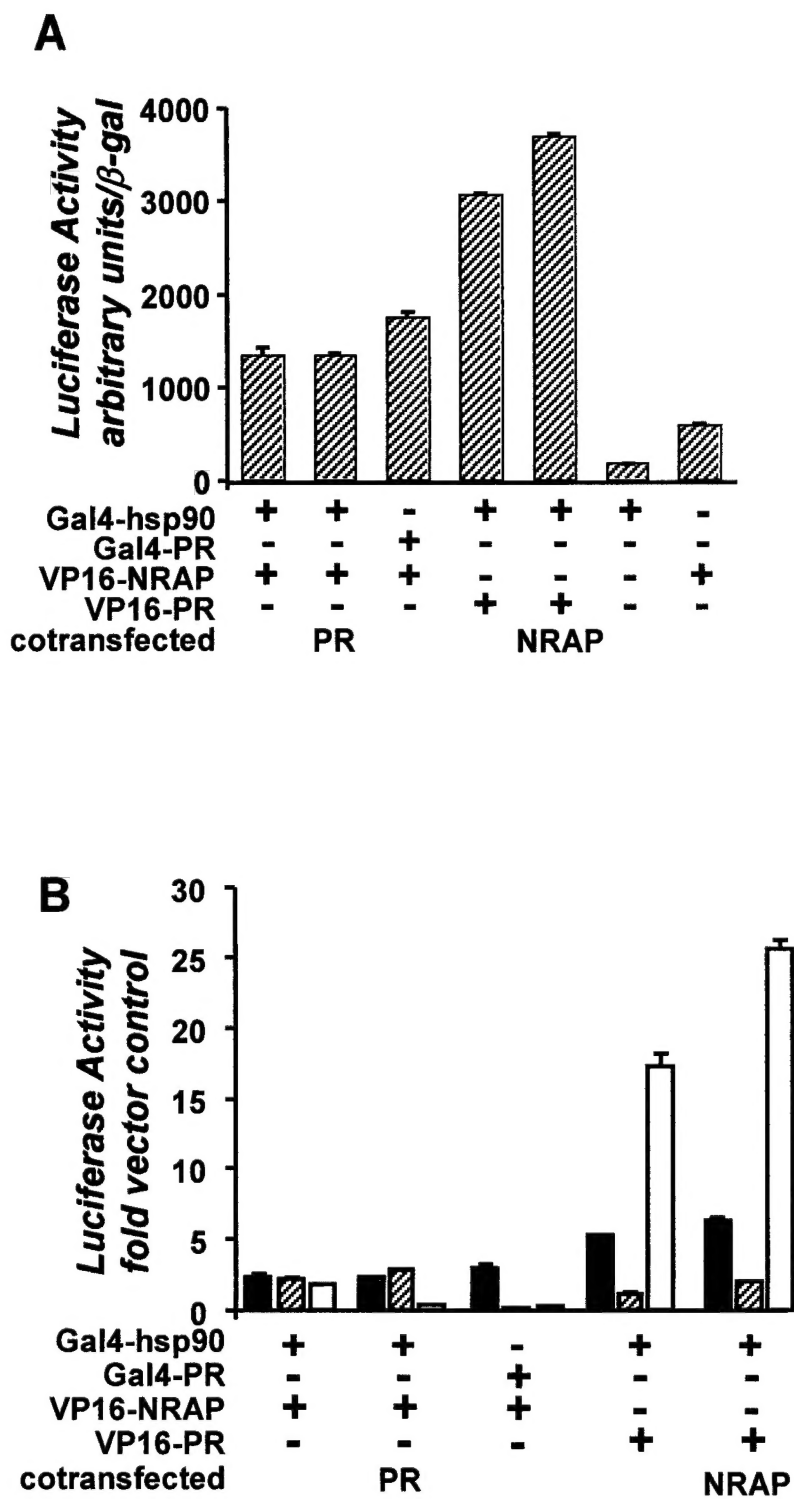 A
Luciferase Activity
arbitrary units/β-gal
4000
3000
2000
1000
0
Gal4-hsp90 + + - + + + -
Gal4-PR - - + - - - -
VP16-NRAP + + + - - - +
VP16-PR - - - + + - -
cotransfected PR NRAP
B
Luciferase Activity
fold vector control
30
25
20
15
10
5
0
Gal4-hsp90 + + - + +
Gal4-PR - - + - -
VP16-NRAP + + + - -
VP16-PR - - - + +
cotransfected PR NRAP